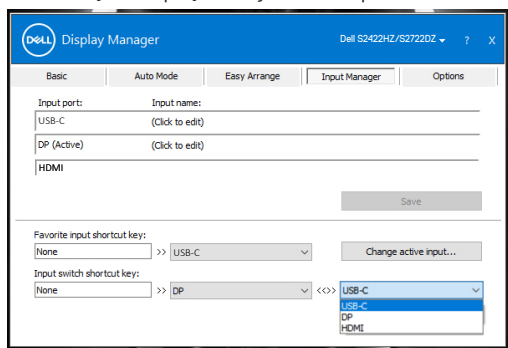 DELL Display Manager Dell S2422HZ/S2722DZ ? X
Basic Auto Mode Easy Arrange Input Manager Options
Input port: Input name:
USB-C (Click to edit)
DP (Active) (Click to edit)
HDMI
Save
Favorite input shortcut key:
None >> USB-C Change active input...
Input switch shortcut key:
None >> DP <<>> USB-C
USB-C
DP
HDMI